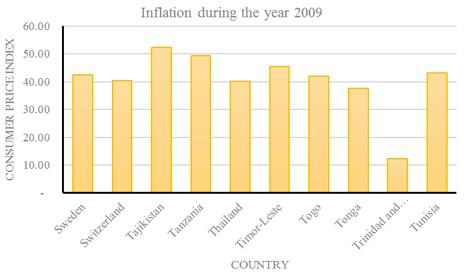 Inflation during the year 2009
CONSUMER PRICE INDEX
60.00
50.00
40.00
30.00
20.00
10.00
-
Sweden
Switzerland
Tajikistan
Tanzania
Thailand
Timor-Leste
Togo
Tonga
Trinidad and…
Tunisia
COUNTRY